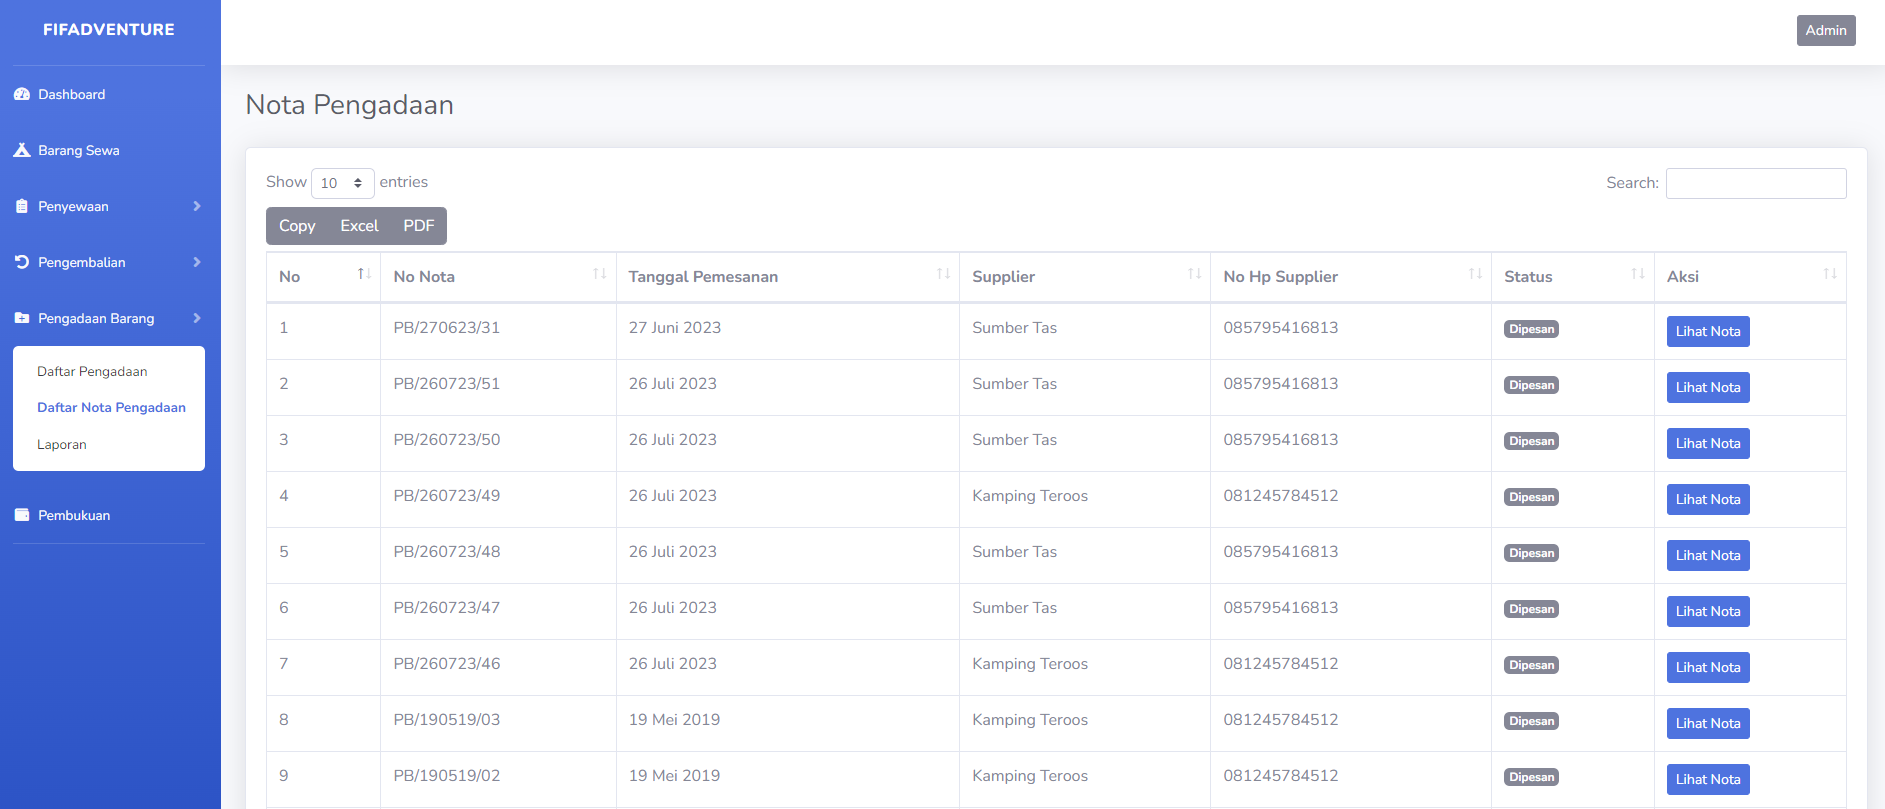 FIFADVENTURE
Admin
Dashboard
Barang Sewa
Penyewaan
Pengembalian
Pengadaan Barang
Daftar Pengadaan
Daftar Nota Pengadaan
Laporan
Pembukuan
Nota Pengadaan
Show 10 entries
Search:
Copy Excel PDF
No No Nota Tanggal Pemesanan Supplier No Hp Supplier Status Aksi
1 PB/270623/31 27 Juni 2023 Sumber Tas 085795416813 Dipesan Lihat Nota
2 PB/260723/51 26 Juli 2023 Sumber Tas 085795416813 Dipesan Lihat Nota
3 PB/260723/50 26 Juli 2023 Sumber Tas 085795416813 Dipesan Lihat Nota
4 PB/260723/49 26 Juli 2023 Kamping Teroos 081245784512 Dipesan Lihat Nota
5 PB/260723/48 26 Juli 2023 Sumber Tas 085795416813 Dipesan Lihat Nota
6 PB/260723/47 26 Juli 2023 Sumber Tas 085795416813 Dipesan Lihat Nota
7 PB/260723/46 26 Juli 2023 Kamping Teroos 081245784512 Dipesan Lihat Nota
8 PB/190519/03 19 Mei 2019 Kamping Teroos 081245784512 Dipesan Lihat Nota
9 PB/190519/02 19 Mei 2019 Kamping Teroos 081245784512 Dipesan Lihat Nota